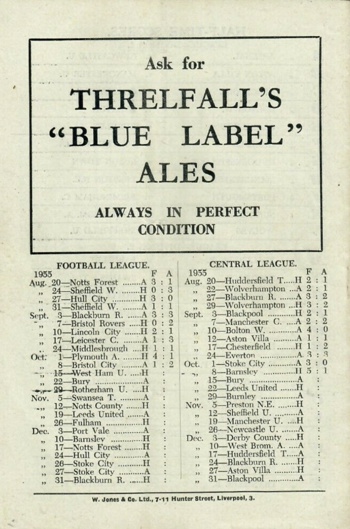 Ask for
THRELFALL'S
"BLUE LABEL"
ALES
ALWAYS IN PERFECT
CONDITION
FOOTBALL LEAGUE.
1955 F A
Aug. 20—Notts Forest ......A 3 : 1
„ 24—Sheffield W. ......H 0 : 3
„ 27—Hull City ......H 3 : 0
„ 31—Sheffield W. ......A 1 : 1
Sept. 3—Blackburn R. ......A 3 : 3
„ 7—Bristol Rovers ...H 0 : 2
„ 10—Lincoln City ......H 2 : 1
„ 17—Leicester C. ......A 1 : 3
„ 24—Middlesbrough ...H 1 : 1
Oct. 1—Plymouth A. ......H 4 : 1
„ 8—Bristol City ......A 1 : 2
„ 15—West Ham U. ......H :
„ 22—Bury ......A :
„ 29—Rotherham U. ...H :
Nov. 5—Swansea T. ......A :
„ 12—Notts County ......H :
„ 19—Leeds United ......A :
„ 26—Fulham ......H :
Dec. 3—Port Vale ......A :
„ 10—Barnsley ......H :
„ 17—Notts Forest ......H :
„ 24—Hull City ......A :
„ 26—Stoke City ......H :
„ 27—Stoke City ......A :
„ 31—Blackburn R. ......H :
CENTRAL LEAGUE.
1955 F A
Aug. 20—Huddersfield T....H 2 : 1
„ 22—Wolverhampton ...A 2 : 1
„ 27—Blackburn R. ......A 3 : 2
„ 29—Wolverhampton ...H 3 : 2
Sept. 3—Blackpool ......H 2 : 1
„ 7—Manchester C. ...A 2 : 2
„ 10—Bolton W. ......A 4 : 0
„ 12—Aston Villa ......A 1 : 1
„ 17—Chesterfield ......H 1 : 2
„ 24—Everton ......A 3 : 3
Oct. 1—Stoke City ......A 3 : 0
„ 8—Barnsley ......H 5 : 1
„ 15—Bury ......A :
„ 22—Leeds United ......H :
„ 29—Burnley ......A :
Nov. 5—Preston N.E. ......H :
„ 12—Sheffield U. ......A :
„ 19—Manchester U. ...H :
„ 26—Newcastle U. ......A :
Dec. 3—Derby County ......H :
„ 10—West Brom. A. ...A :
„ 17—Huddersfield T....A :
„ 24—Blackburn R. ......H :
„ 27—Aston Villa ......H :
„ 31—Blackpool ......A :
W. Jones & Co. Ltd., 7-11 Hunter Street, Liverpool, 3.